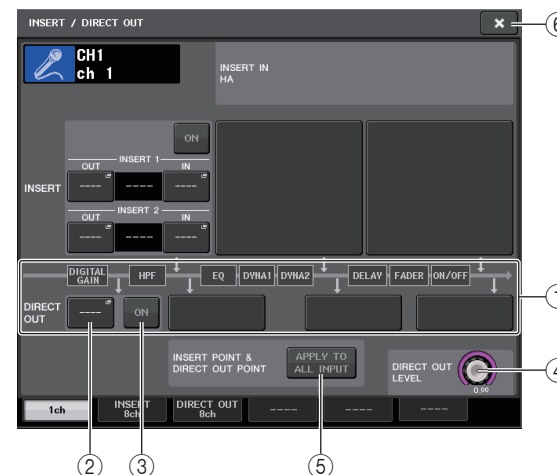 INSERT / DIRECT OUT
×
⑥
CH1
ch 1
INSERT IN
HA
ON
INSERT 1
OUT
IN
INSERT
----
----
----
INSERT 2
OUT
IN
----
----
----
DIGITAL
GAIN
HPF
EQ
DYNA1
DYNA2
DELAY
FADER
ON/OFF
①
DIRECT
OUT
----
ON
INSERT POINT &
DIRECT OUT POINT
APPLY TO
ALL INPUT
DIRECT OUT
LEVEL
0.00
④
1ch
INSERT
8ch
DIRECT OUT
8ch
----
----
----
②
③
⑤